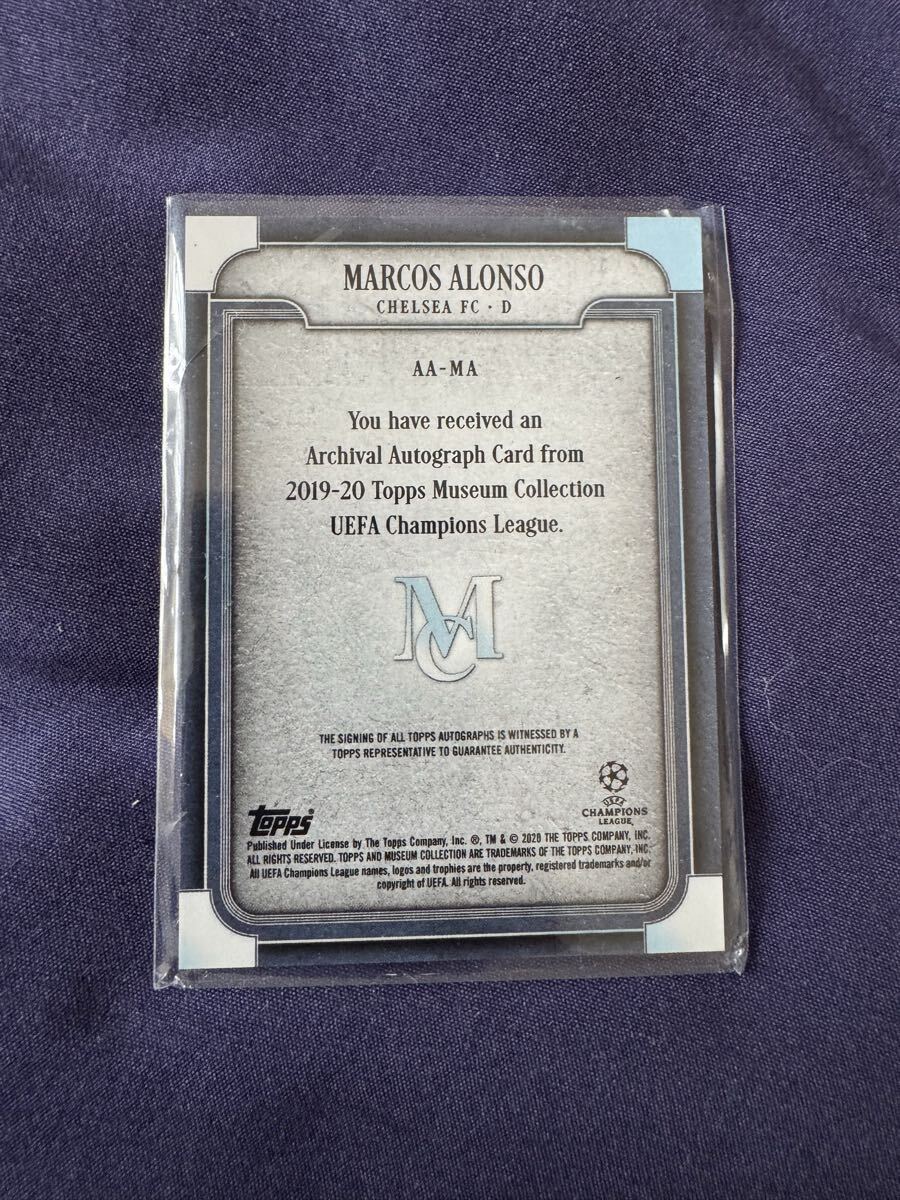 MARCOS ALONSO
CHELSEA FC · D
AA-MA
You have received an
Archival Autograph Card from
2019-20 Topps Museum Collection
UEFA Champions League.
MC
THE SIGNING OF ALL TOPPS AUTOGRAPHS IS WITNESSED BY A
TOPPS REPRESENTATIVE TO GUARANTEE AUTHENTICITY.
UEFA
CHAMPIONS
LEAGUE
topps®
Published Under License by The Topps Company, Inc. ®, TM & © 2020 THE TOPPS COMPANY, INC.
ALL RIGHTS RESERVED. TOPPS AND MUSEUM COLLECTION ARE TRADEMARKS OF THE TOPPS COMPANY, INC.
All UEFA Champions League names, logos and trophies are the property, registered trademarks and/or
copyright of UEFA. All rights reserved.